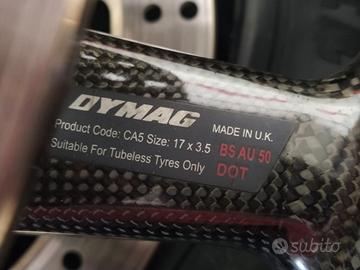 DYMAG
Product Code: CA5 Size: 17 x 3.5
Suitable For Tubeless Tyres Only
MADE IN U.K.
BS AU 50
DOT
subito